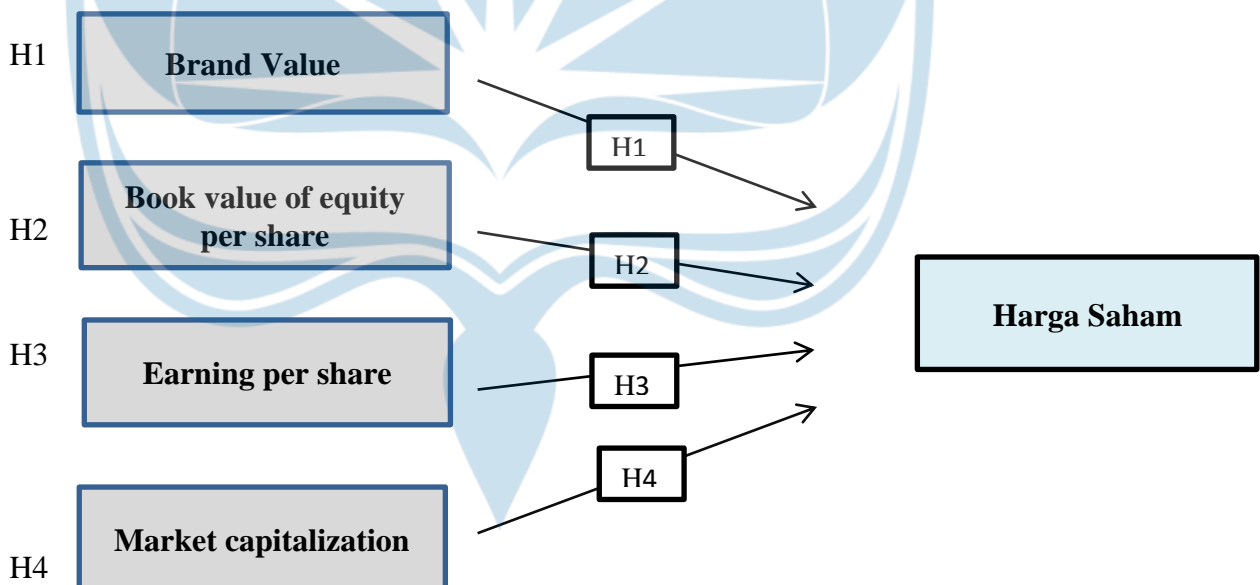 H1
Brand Value
H1
H2
Book value of equity
per share
H2
H3
Earning per share
H3
Harga Saham
H4
Market capitalization
H4